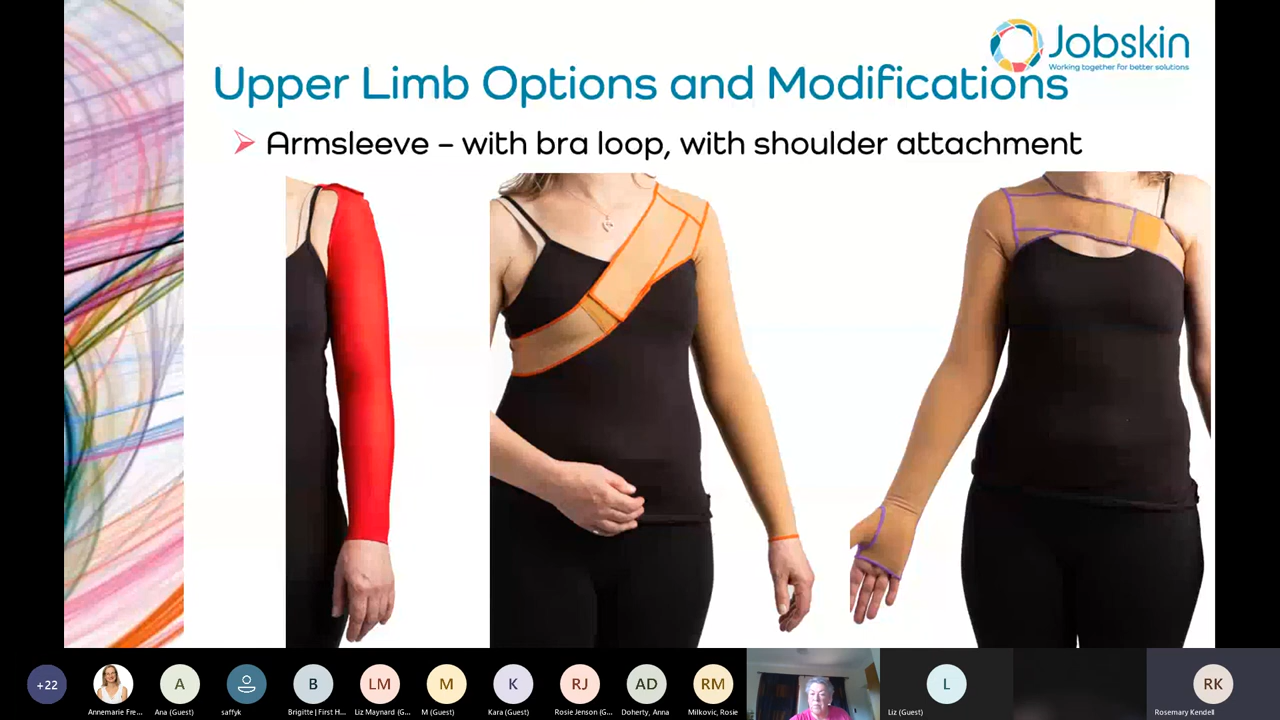 Jobskin
Working together for better solutions
Upper Limb Options and Modifications
Armsleeve – with bra loop, with shoulder attachment
+22
A
B
LM
M
K
RJ
AD
RM
L
RK
Annemarie Fre...
Ana (Guest)
saffyk
Brigitte | First H...
Liz Maynard (G...
M (Guest)
Kara (Guest)
Rosie Jenson (G...
Doherty, Anna
Milkovic, Rosie
Liz (Guest)
Rosemary Kendell